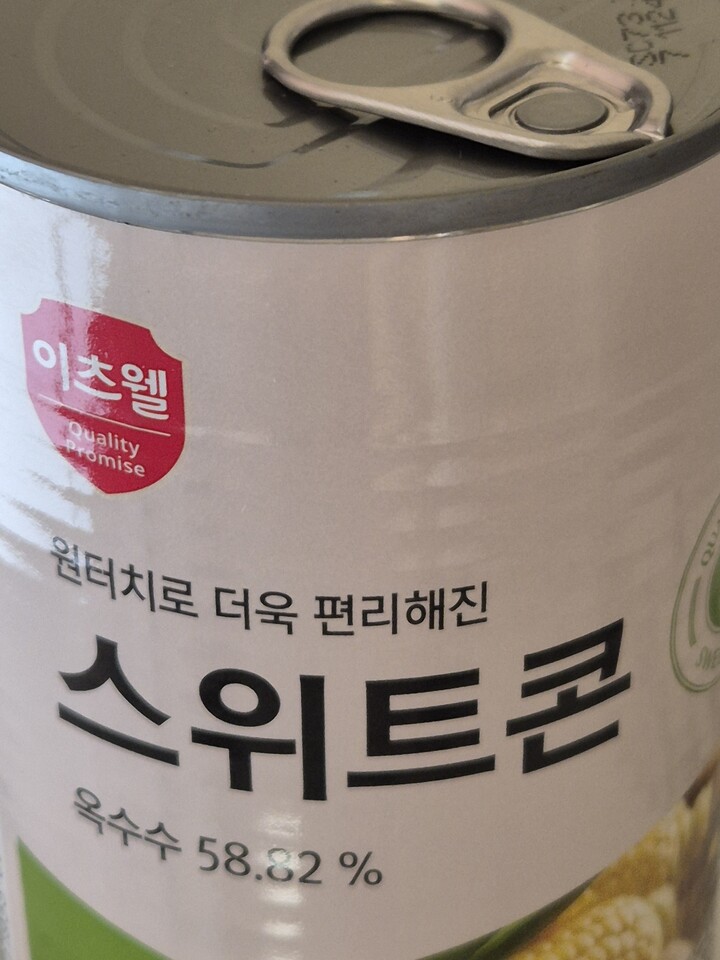 이츠웰
Quality
Promise
원터치로 더욱 편리해진
스위트콘
옥수수 58.82 %